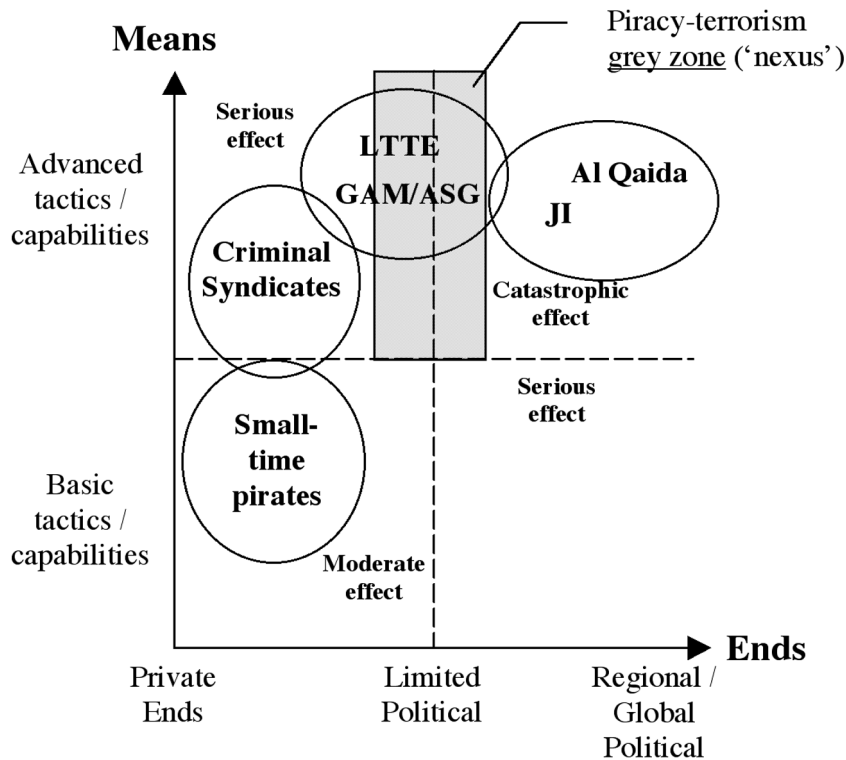 Means
Piracy-terrorism
grey zone (‘nexus’)
Serious
effect
LTTE
GAM/ASG
Al Qaida
JI
Advanced
tactics /
capabilities
Criminal
Syndicates
Catastrophic
effect
Serious
effect
Small-
time
pirates
Basic
tactics /
capabilities
Moderate
effect
Ends
Private
Ends
Limited
Political
Regional /
Global
Political